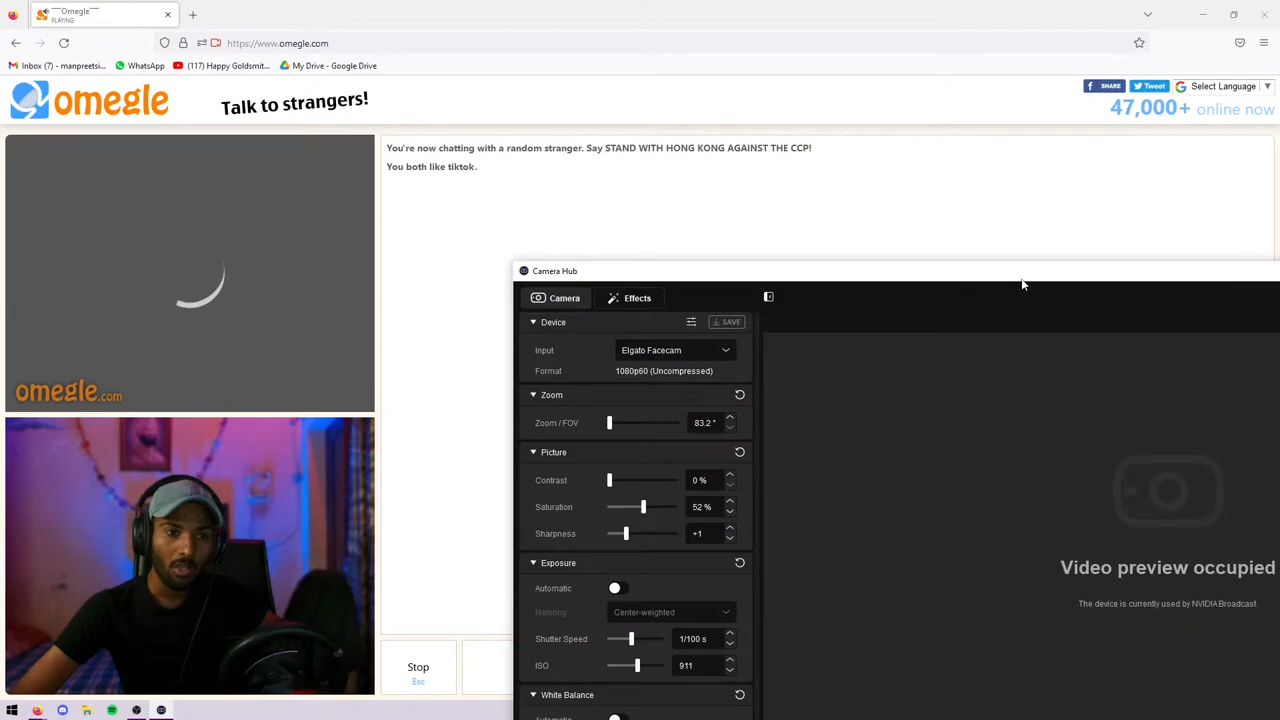 Omegle
PLAYING
https://www.omegle.com
Inbox (7) - manpreetsi...
WhatsApp
(117) Happy Goldsmit...
My Drive - Google Drive
omegle
Talk to strangers!
SHARE
Tweet
Select Language
47,000+ online now
You're now chatting with a random stranger. Say STAND WITH HONG KONG AGAINST THE CCP!
You both like tiktok.
omegle.com
Camera Hub
Camera
Effects
Device
SAVE
Input
Elgato Facecam
Format
1080p60 (Uncompressed)
Zoom
Zoom / FOV
83.2 °
Picture
Contrast
0 %
Saturation
52 %
Sharpness
+1
Exposure
Automatic
Metering
Center-weighted
Shutter Speed
1/100 s
ISO
911
White Balance
Video preview occupied
The device is currently used by NVIDIA Broadcast.
Stop
Esc